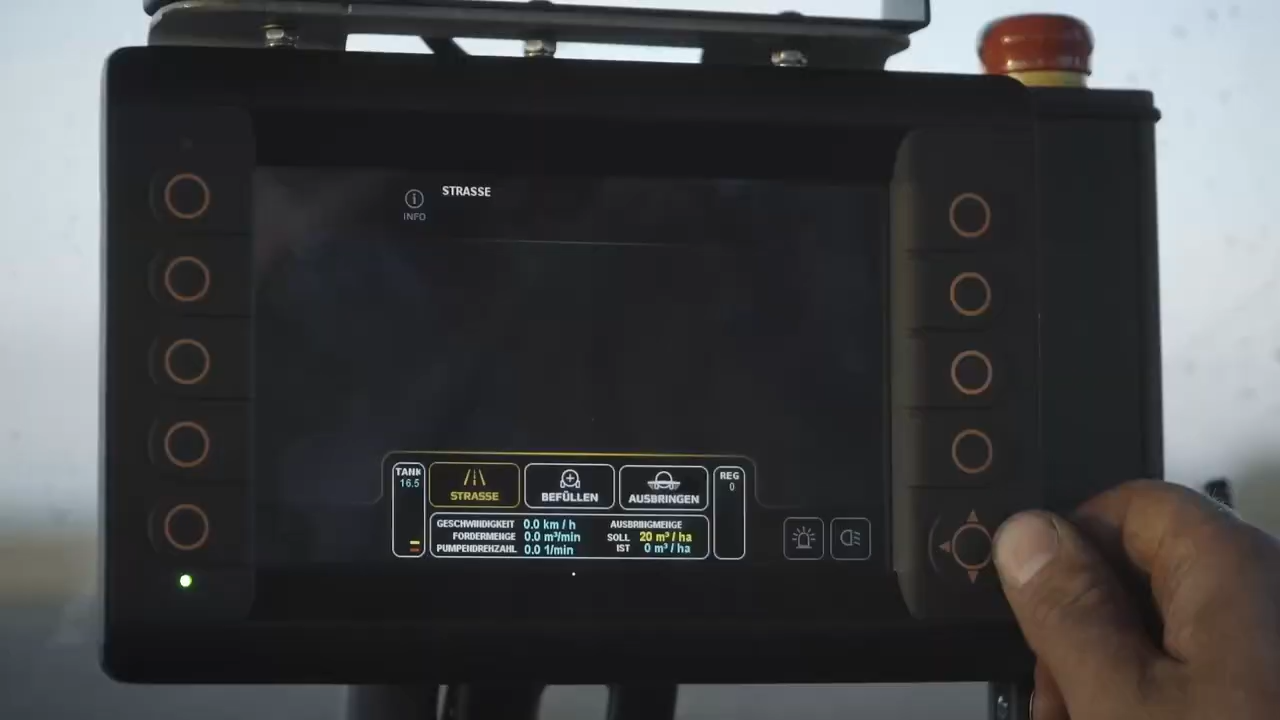 STRASSE
INFO
TANK
16.5
STRASSE
BEFÜLLEN
AUSBRINGEN
REG
0
GESCHWINDIGKEIT 0.0 km / h
FORDERMENGE 0.0 m³/min
PUMPENDREHZAHL 0.0 1/min
AUSBRINGMENGE
SOLL 20 m³ / ha
IST 0 m³ / ha